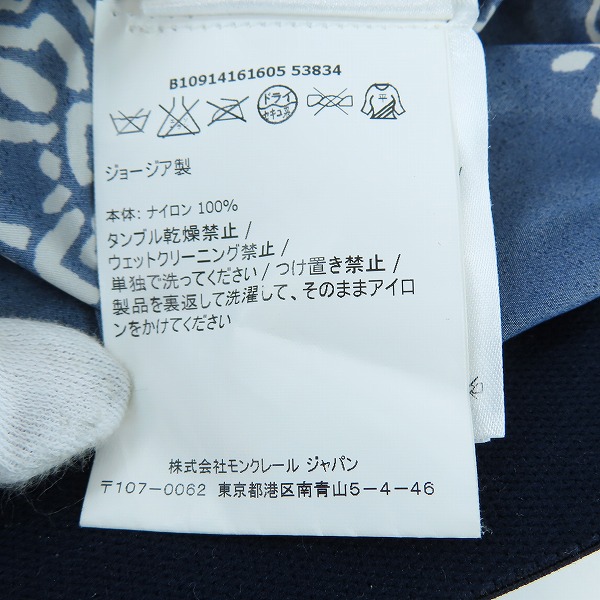 B10914161605 53834
ドライ
セキユ系
平
ジョージア製
本体: ナイロン 100%
タンブル乾燥禁止/
ウェットクリーニング禁止/
単独で洗ってください/つけ置き禁止/
製品を裏返して洗濯して、そのままアイロ
ンをかけてください
株式会社モンクレール ジャパン
〒107-0062 東京都港区南青山5-4-46